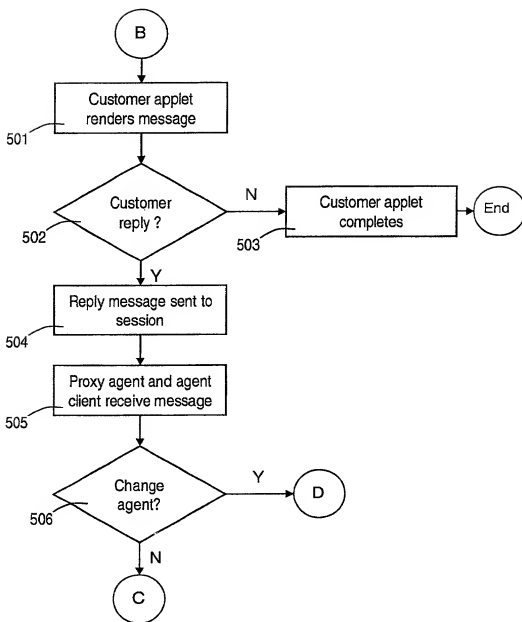 B
Customer applet
renders message
501
Customer
reply ?
502
N
Customer applet
completes
503
End
Y
Reply message sent to
session
504
Proxy agent and agent
client receive message
505
Change
agent?
506
Y
D
N
C